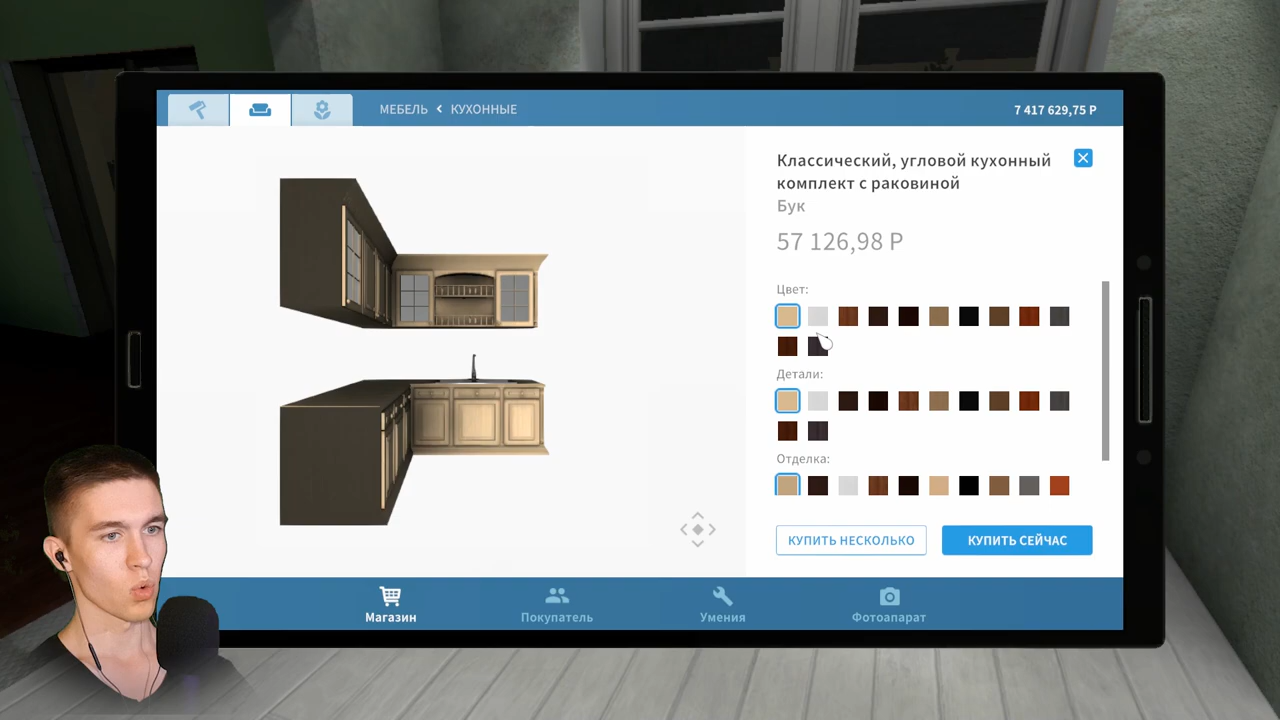 МЕБЕЛЬ < КУХОННЫЕ
7 417 629,75 Р
Классический, угловой кухонный
комплект с раковиной
Бук
57 126,98 Р
Цвет:
Детали:
Отделка:
КУПИТЬ НЕСКОЛЬКО
КУПИТЬ СЕЙЧАС
Магазин
Покупатель
Умения
Фотоапарат